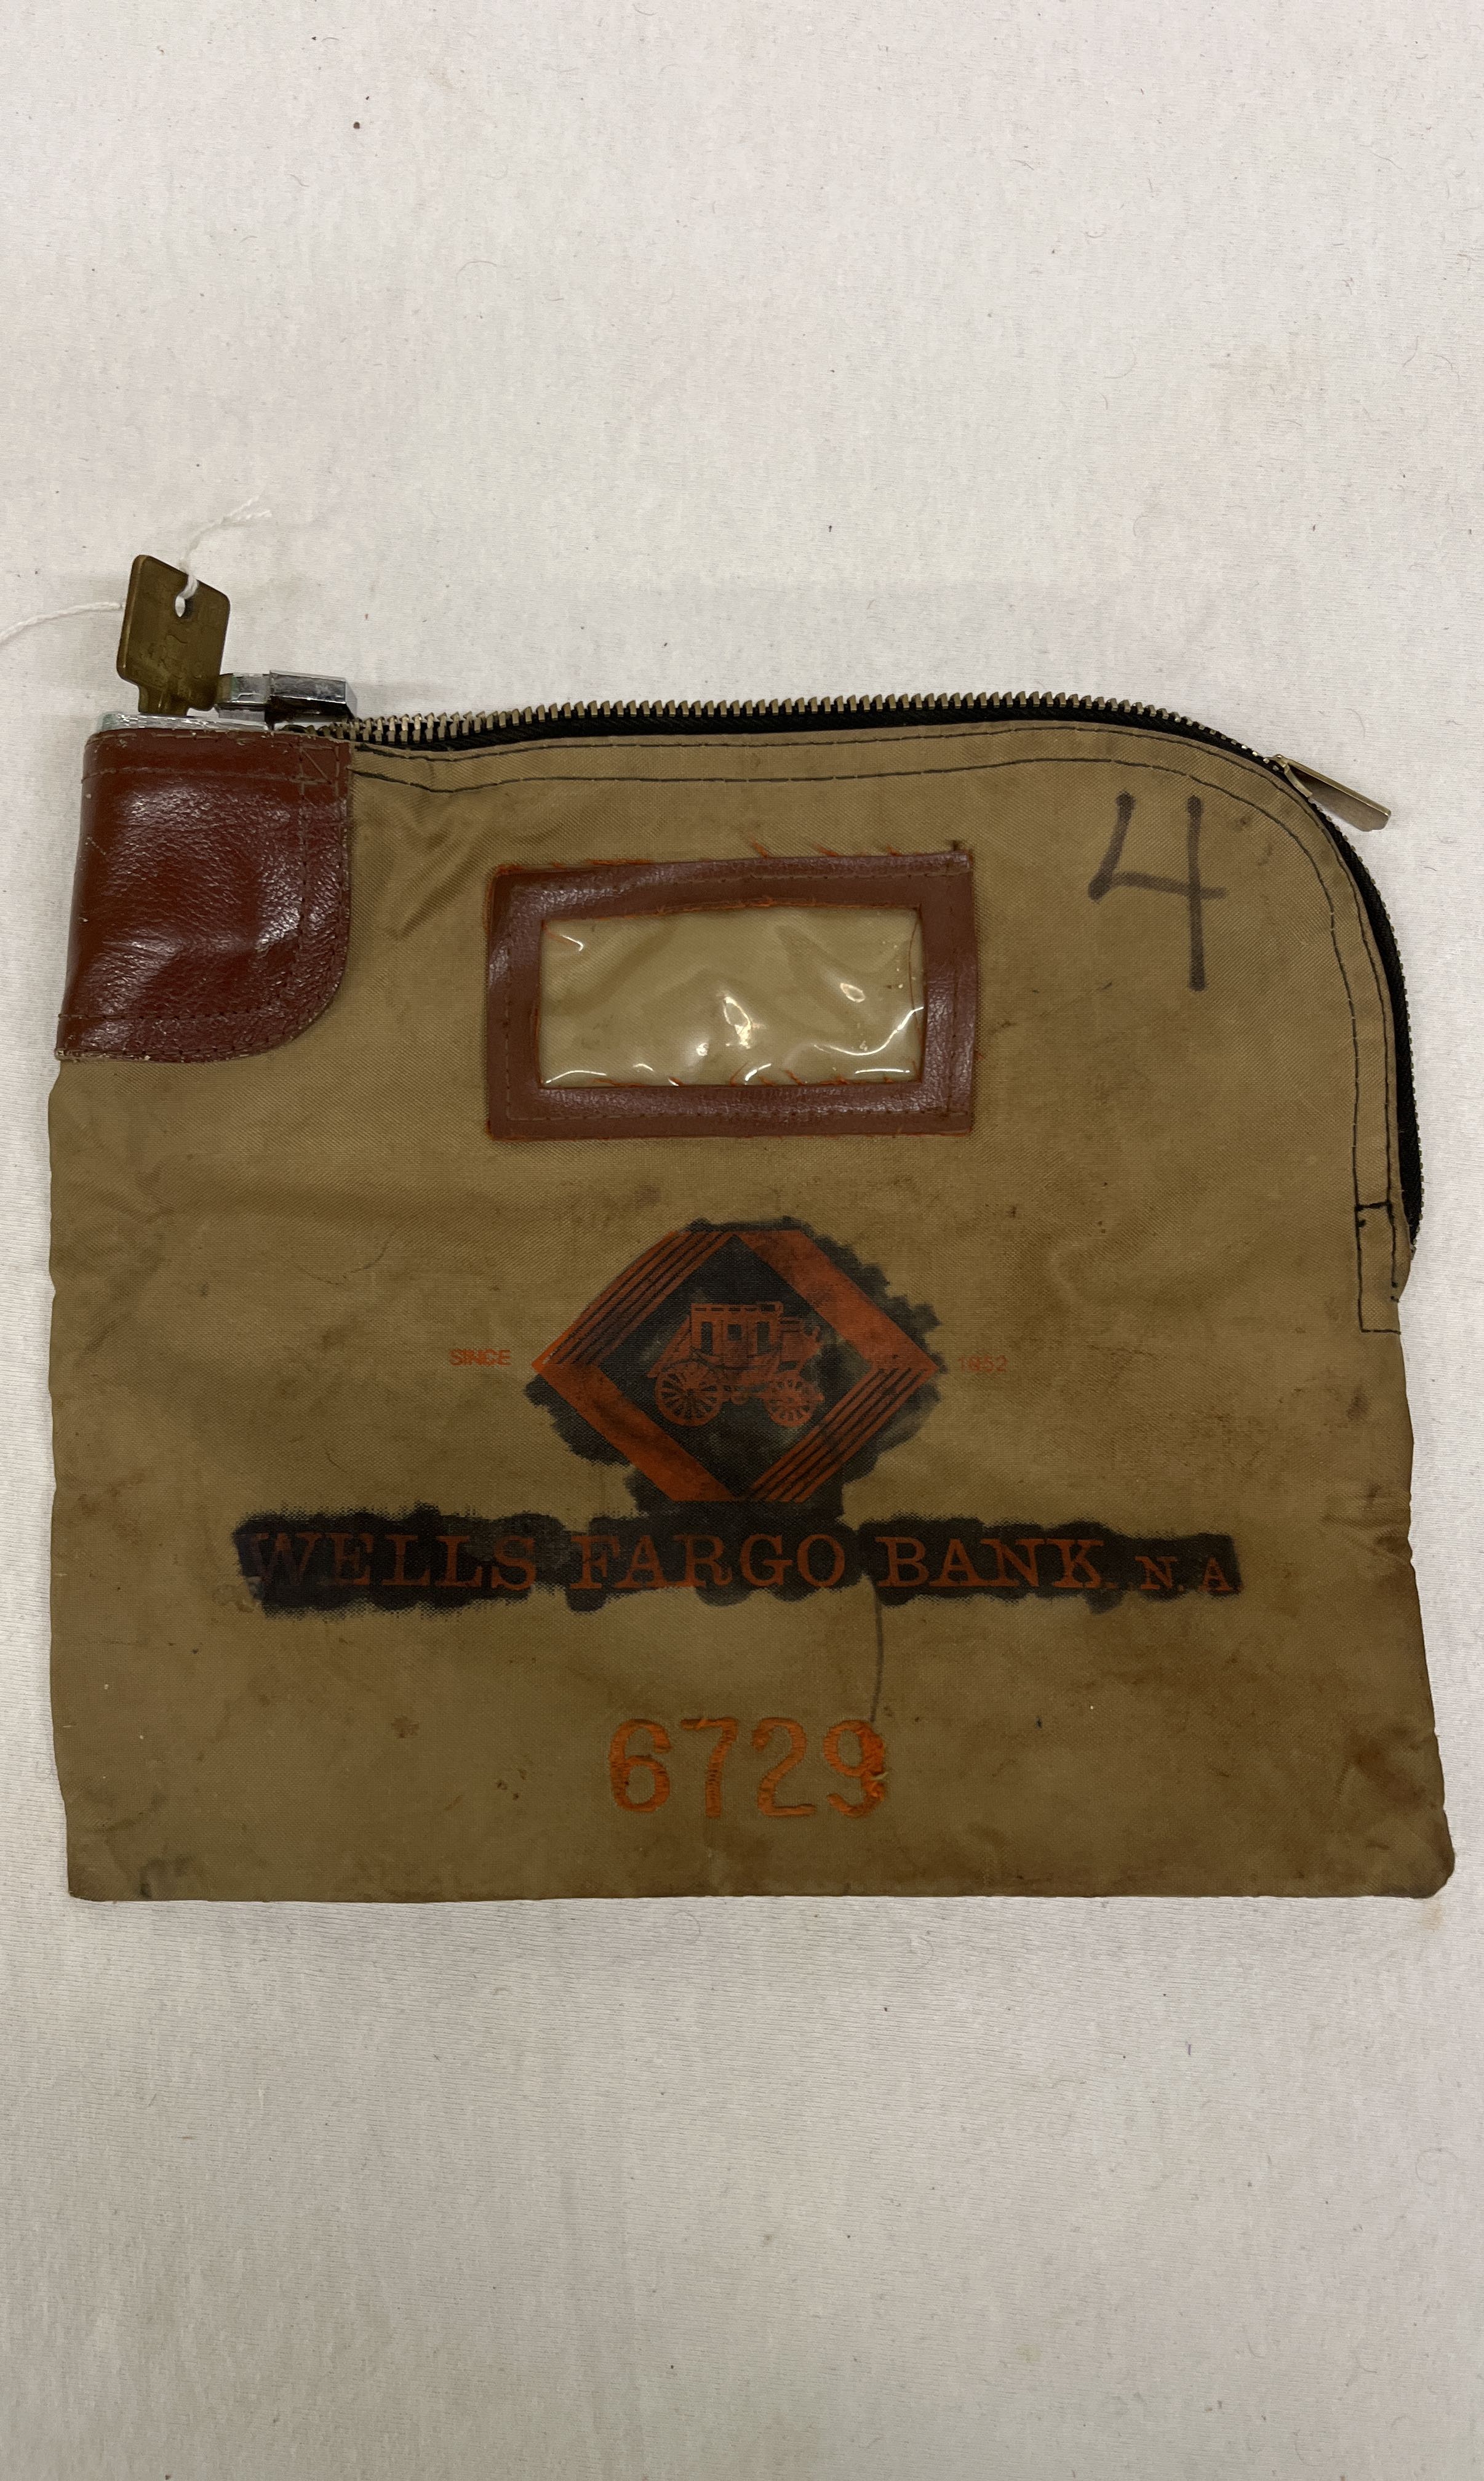 4
SINCE 1852
WELLS FARGO BANK, N.A.
6729